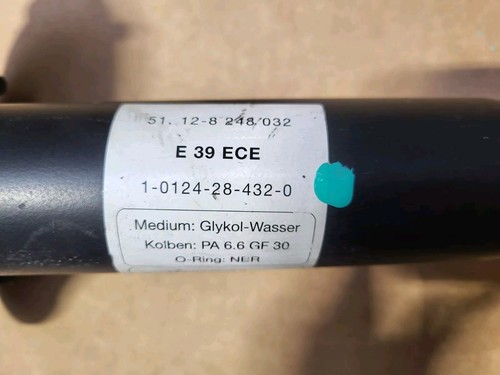 51. 12-8 248 032
E 39 ECE
1-0124-28-432-0
Medium: Glykol-Wasser
Kolben: PA 6.6 GF 30
O-Ring: NER